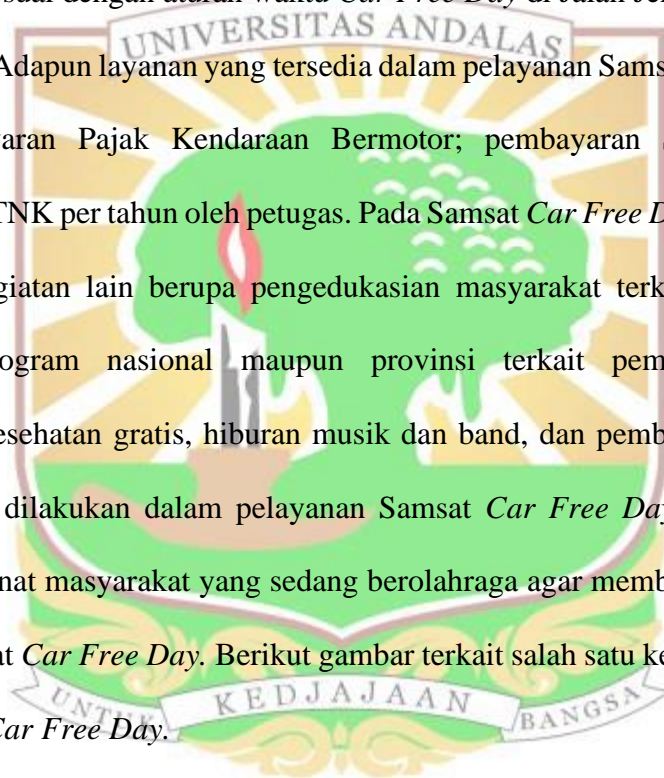 sesuai dengan aturan waktu Car Free Day di Jalan
UNIVERSITAS ANDALAS
Adapun layanan yang tersedia dalam pelayanan Sams
aran Pajak Kendaraan Bermotor; pembayaran
TNK per tahun oleh petugas. Pada Samsat Car Free D
giatan lain berupa pengedukasian masyarakat terk
ogram nasional maupun provinsi terkait pem
esehatan gratis, hiburan musik dan band, dan pemb
dilakukan dalam pelayanan Samsat Car Free Day
nat masyarakat yang sedang berolahraga agar memb
at Car Free Day. Berikut gambar terkait salah satu ke
UNTUK KEDJAJAAN BANGSA
Car Free Day.